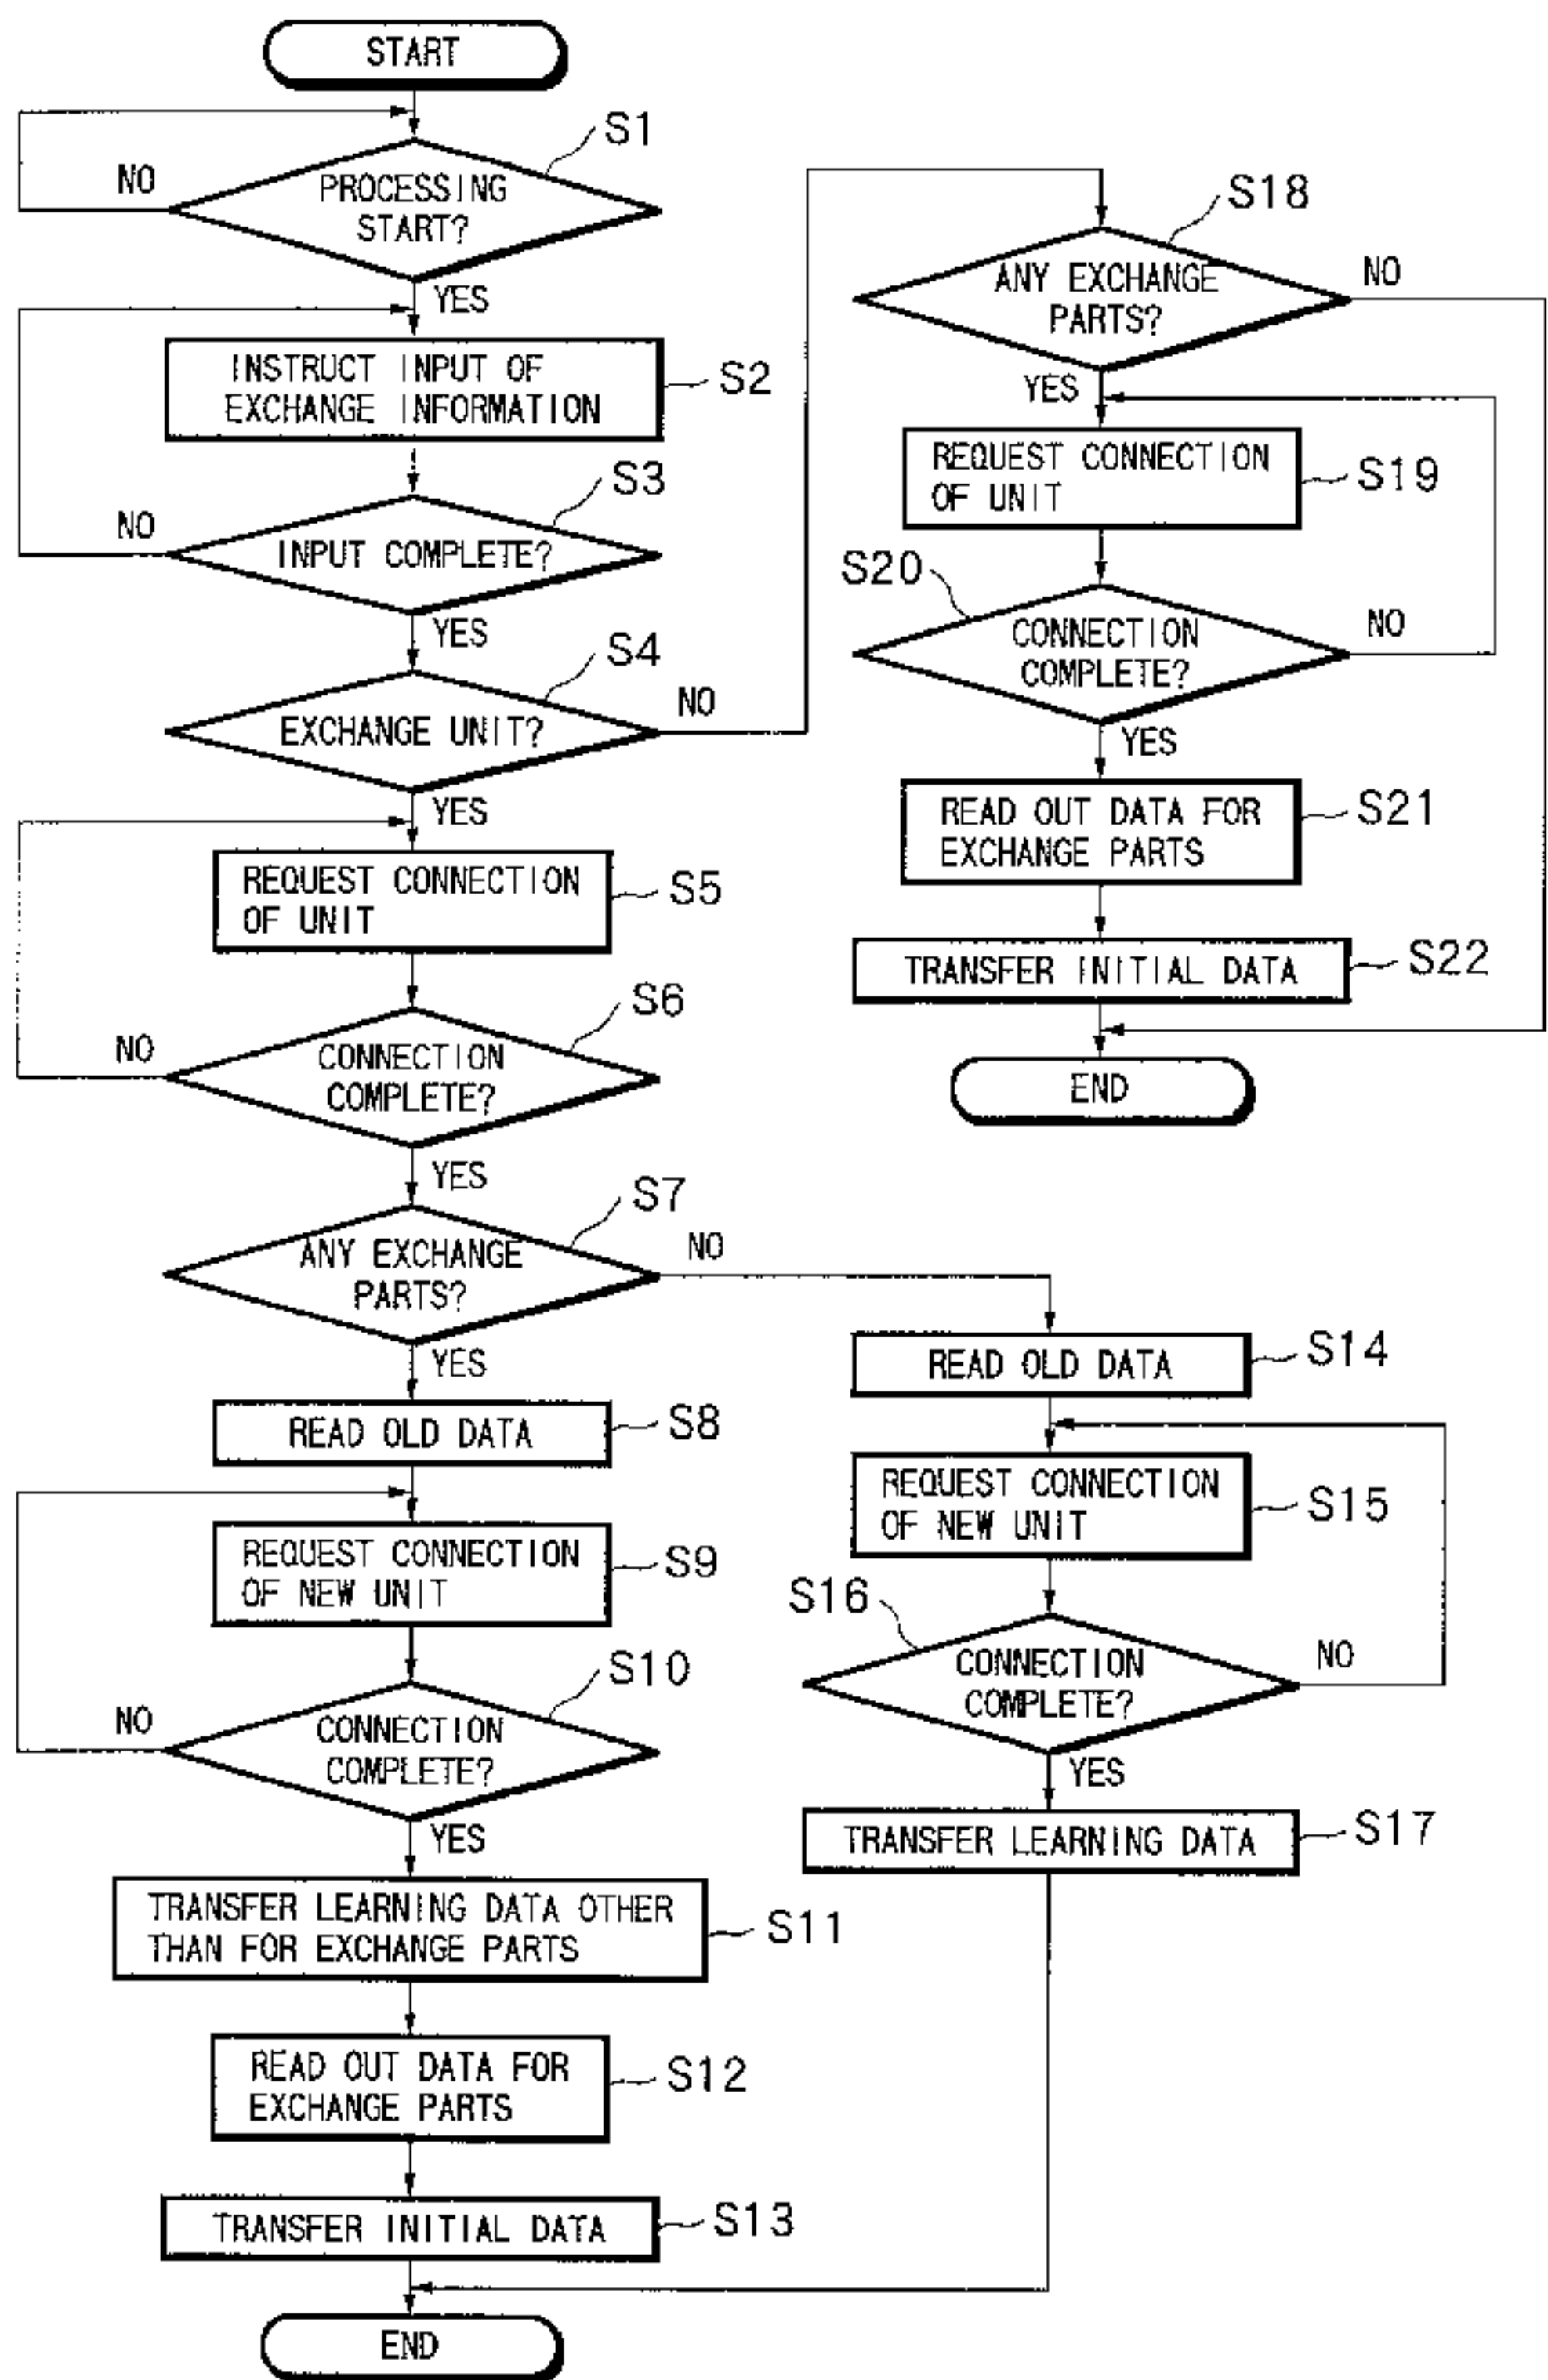 START
S1
NO
PROCESSING
START?
YES
INSTRUCT INPUT OF
EXCHANGE INFORMATION
S2
S3
NO
INPUT COMPLETE?
YES
S4
NO
EXCHANGE UNIT?
YES
REQUEST CONNECTION
OF UNIT
S5
S6
NO
CONNECTION
COMPLETE?
YES
S7
NO
ANY EXCHANGE
PARTS?
YES
READ OLD DATA
S8
REQUEST CONNECTION
OF NEW UNIT
S9
S10
NO
CONNECTION
COMPLETE?
YES
TRANSFER LEARNING DATA OTHER
THAN FOR EXCHANGE PARTS
S11
READ OUT DATA FOR
EXCHANGE PARTS
S12
TRANSFER INITIAL DATA
S13
END
S18
ANY EXCHANGE
PARTS?
NO
YES
REQUEST CONNECTION
OF UNIT
S19
S20
CONNECTION
COMPLETE?
NO
YES
READ OUT DATA FOR
EXCHANGE PARTS
S21
TRANSFER INITIAL DATA
S22
END
READ OLD DATA
S14
REQUEST CONNECTION
OF NEW UNIT
S15
S16
CONNECTION
COMPLETE?
NO
YES
TRANSFER LEARNING DATA
S17